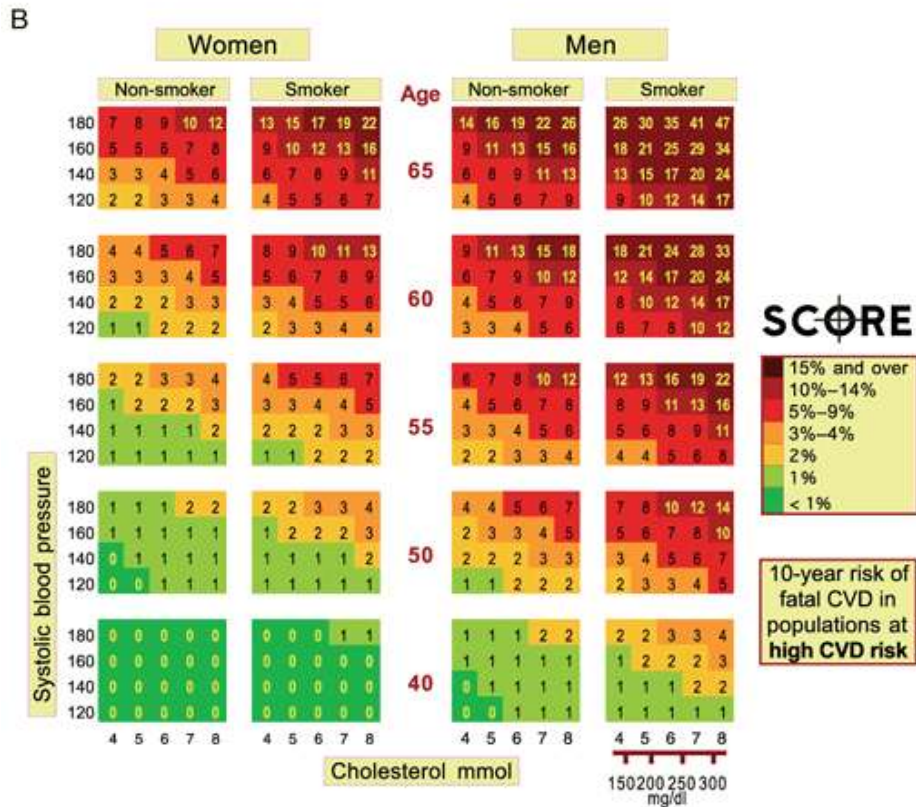 B
Women Men
Non-smoker Smoker Age Non-smoker Smoker
180 7 8 9 10 12 13 15 17 19 22 14 16 19 22 26 26 30 35 41 47
160 5 5 6 7 8 9 10 12 13 16 9 11 13 15 16 18 21 25 29 34
140 3 3 4 5 6 6 7 8 9 11 65 6 8 9 11 13 13 15 17 20 24
120 2 2 3 3 4 4 5 5 6 7 4 5 6 7 9 9 10 12 14 17
180 4 4 5 6 7 8 9 10 11 13 9 11 13 15 18 18 21 24 28 33
160 3 3 3 4 5 5 6 7 8 9 6 7 9 10 12 12 14 17 20 24
140 2 2 2 3 3 3 4 5 5 6 60 4 5 6 7 9 8 10 12 14 17
120 1 1 2 2 2 2 3 3 4 4 3 3 4 5 6 6 7 8 10 12
SCORE
180 2 2 3 3 4 4 5 5 6 7 6 7 8 10 12 12 13 16 19 22
160 1 2 2 2 3 3 3 4 4 5 4 5 6 7 8 8 9 11 13 16
140 1 1 1 1 2 2 2 2 3 3 55 3 3 4 5 6 5 6 8 9 11
120 1 1 1 1 1 1 1 2 2 2 2 2 3 3 4 4 4 5 6 8
15% and over
10%–14%
5%–9%
3%–4%
2%
1%
< 1%
180 1 1 1 2 2 2 2 3 3 4 4 4 5 6 7 7 8 10 12 14
160 1 1 1 1 1 1 2 2 2 3 2 3 3 4 5 5 6 7 8 10
140 0 1 1 1 1 1 1 1 1 2 50 2 2 2 3 3 3 4 5 6 7
120 0 0 1 1 1 1 1 1 1 1 1 1 2 2 2 2 3 3 4 5
180 0 0 0 0 0 0 0 0 1 1 1 1 1 2 2 2 2 3 3 4
160 0 0 0 0 0 0 0 0 0 0 1 1 1 1 1 1 2 2 2 3
140 0 0 0 0 0 0 0 0 0 0 40 0 1 1 1 1 1 1 1 2 2
120 0 0 0 0 0 0 0 0 0 0 0 0 1 1 1 1 1 1 1 1
10-year risk of
fatal CVD in
populations at
high CVD risk
4 5 6 7 8 4 5 6 7 8 4 5 6 7 8 4 5 6 7 8
Systolic blood pressure
Cholesterol mmol
150 200 250 300
mg/dl